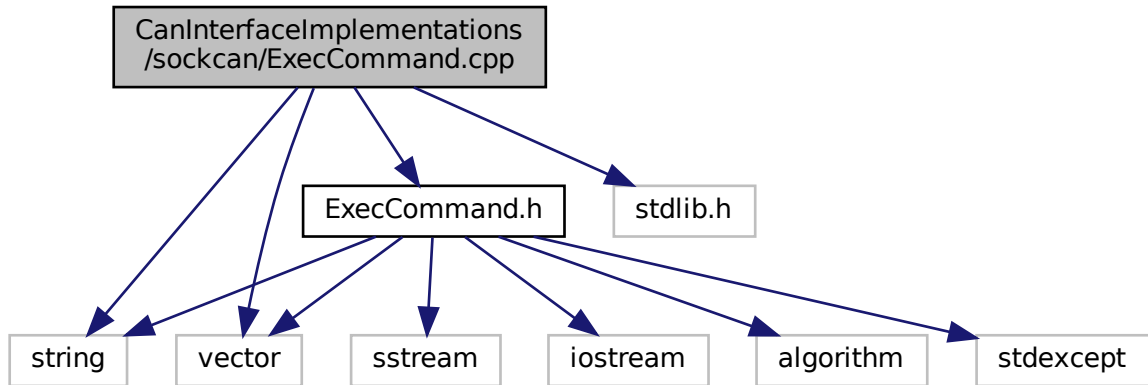 CanInterfaceImplementations
/sockcan/ExecCommand.cpp
ExecCommand.h
stdlib.h
string
vector
sstream
iostream
algorithm
stdexcept